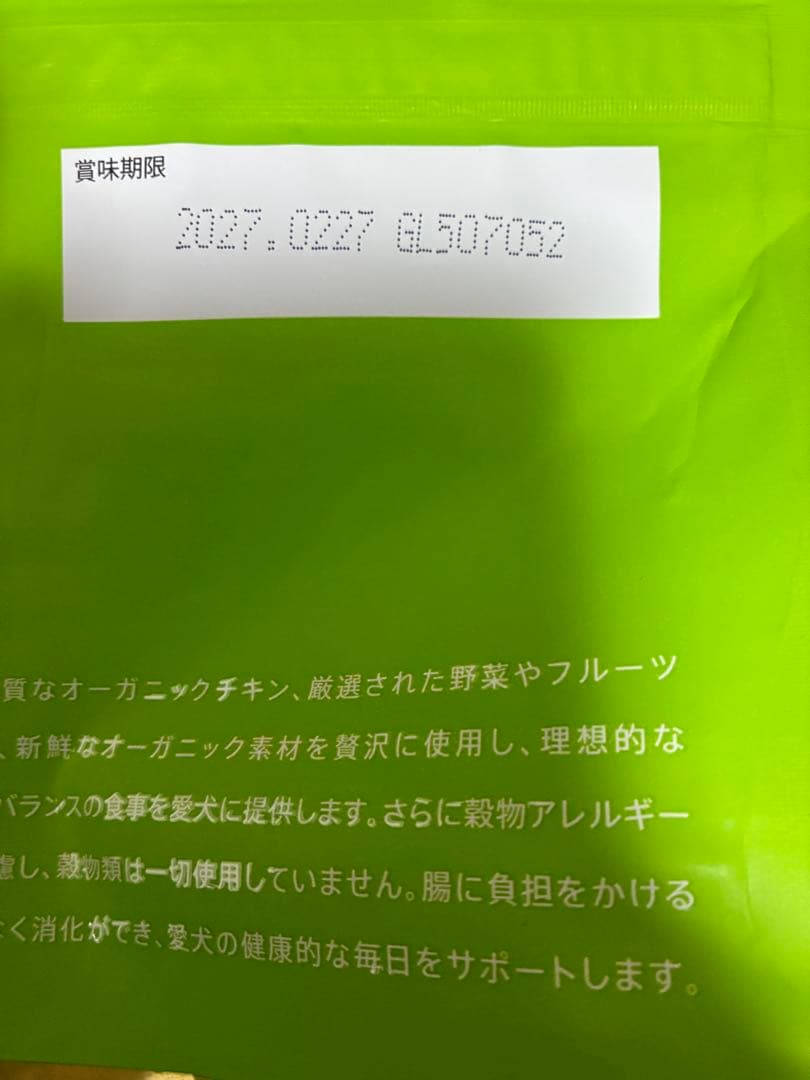 賞味期限
2027.0227 GL507052
質なオーガニックチキン、厳選された野菜やフルーツ
、新鮮なオーガニック素材を贅沢に使用し、理想的な
バランスの食事を愛犬に提供します。さらに穀物アレルギー
慮し、穀物類は一切使用していません。腸に負担をかける
なく消化ができ、愛犬の健康的な毎日をサポートします。